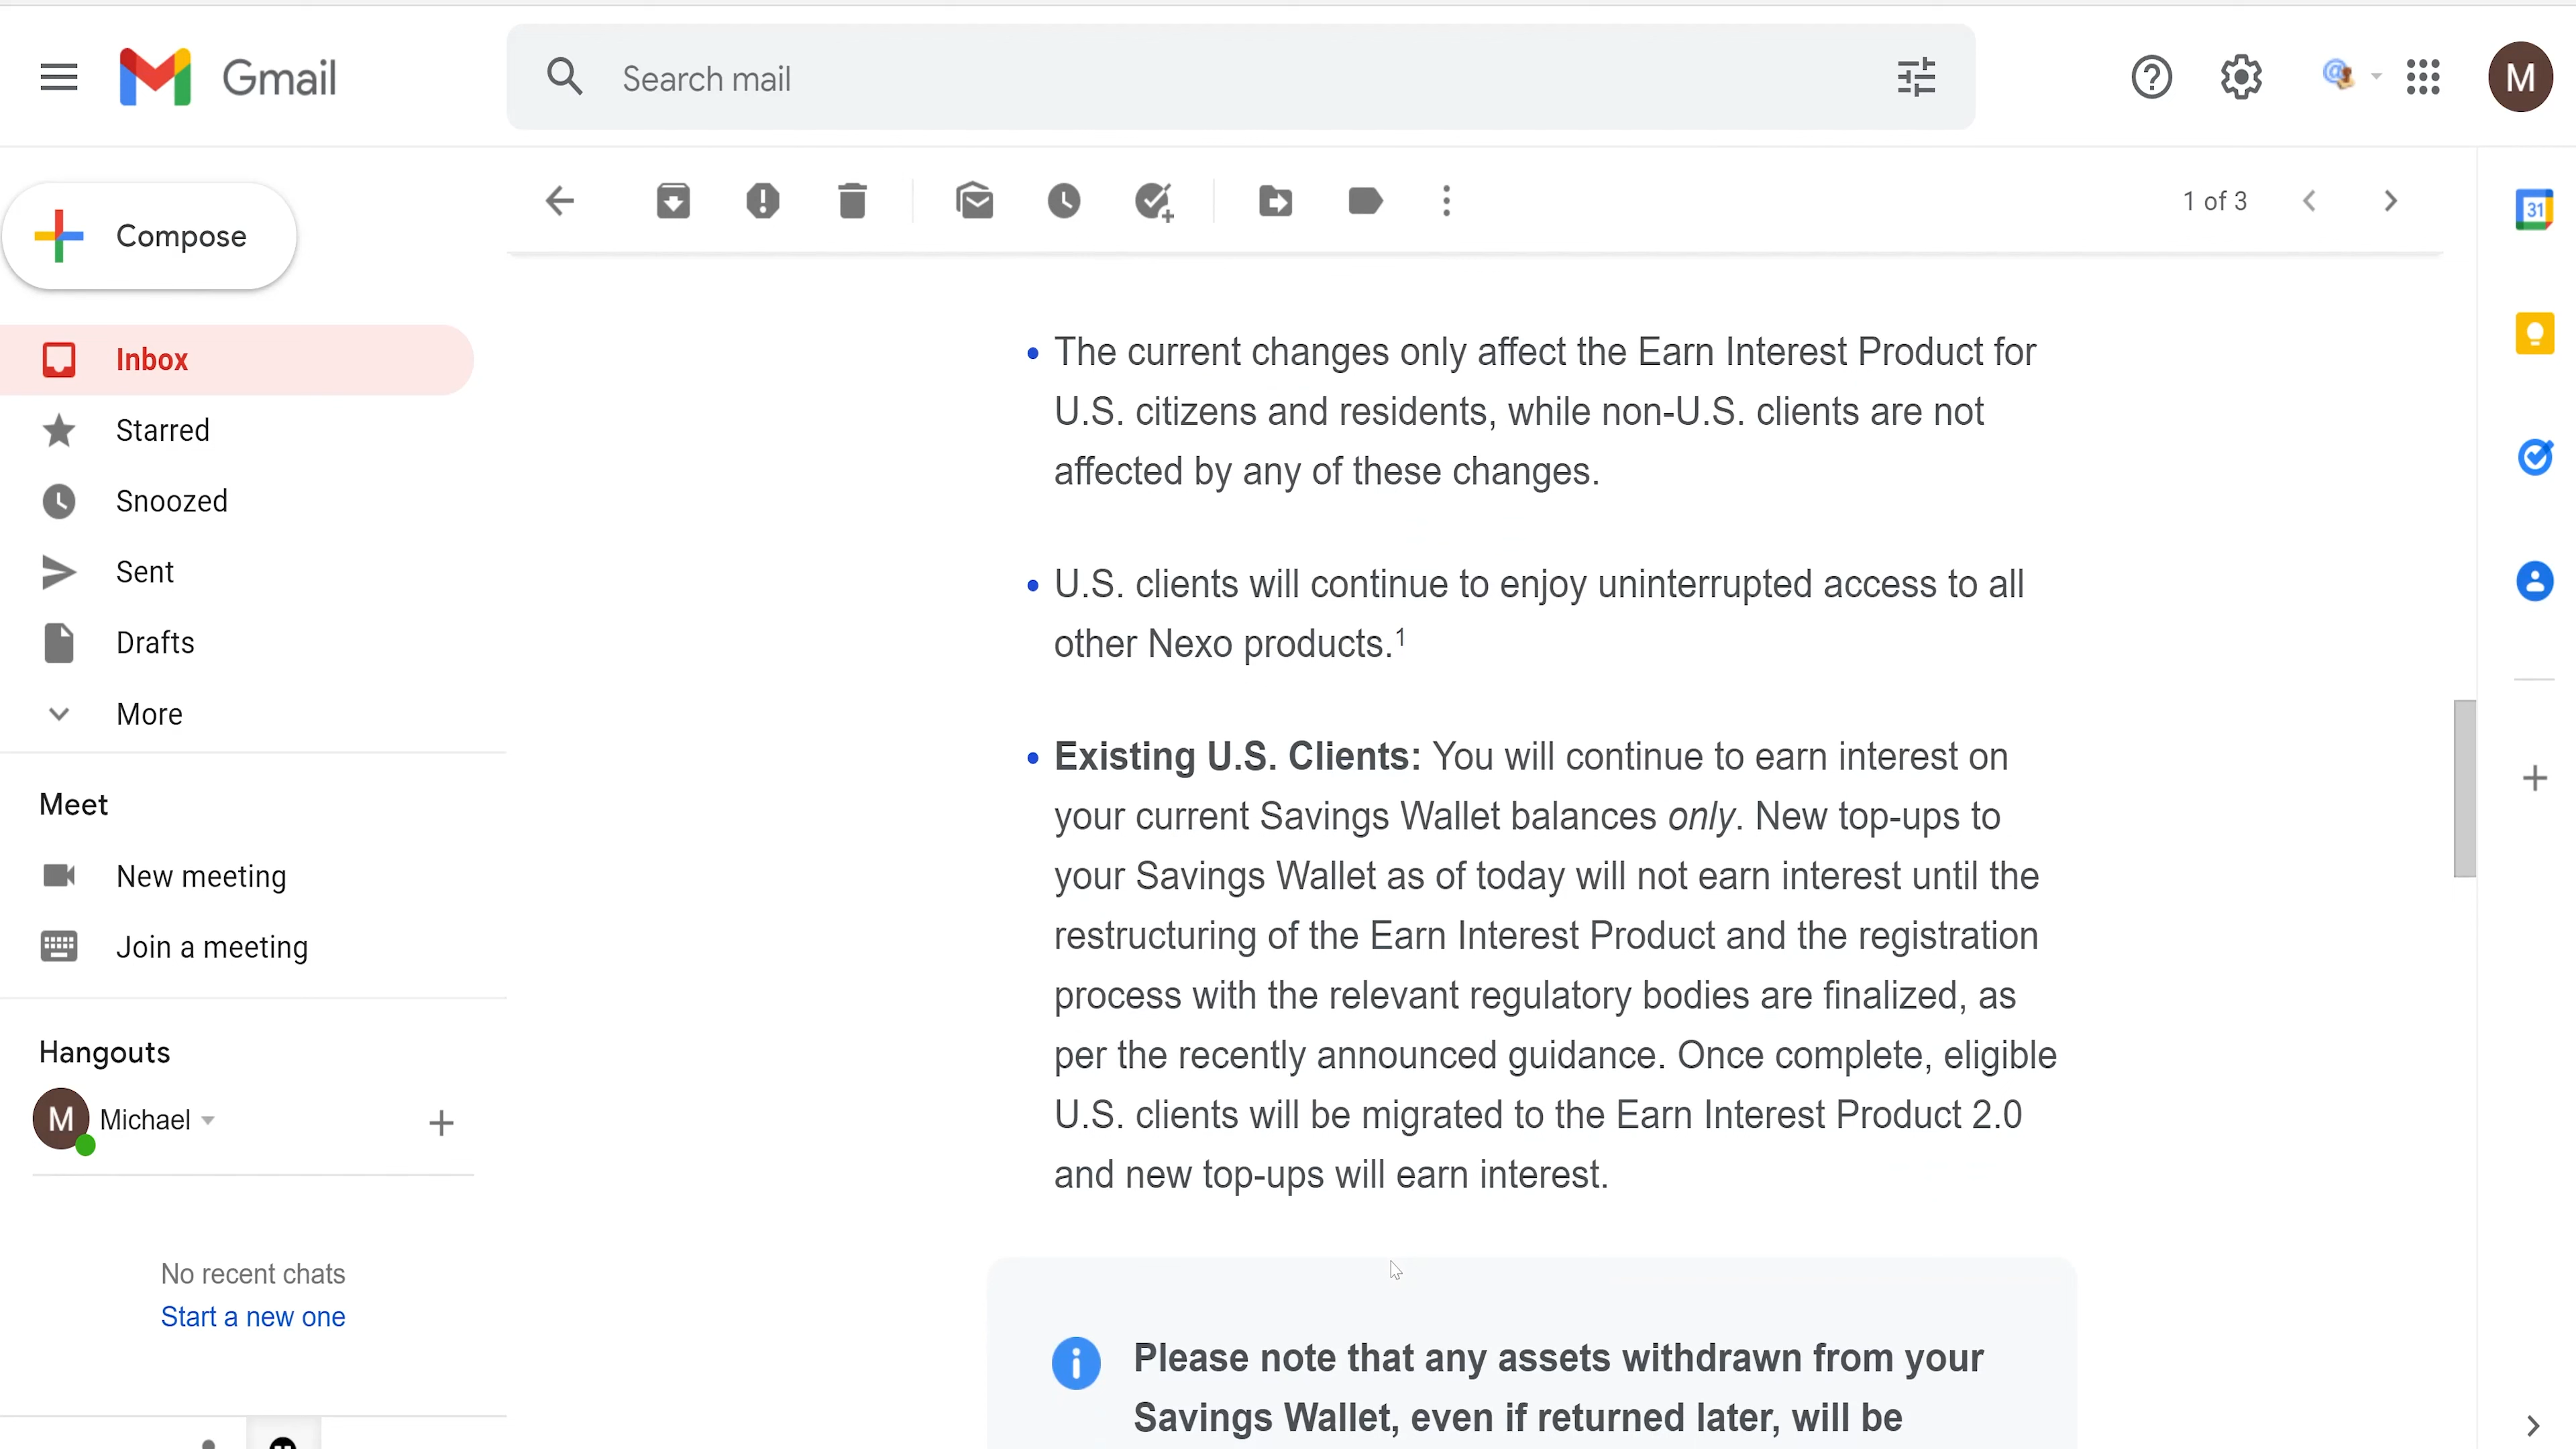 Gmail
Search mail
M
Compose
1 of 3
31
Inbox
Starred
Snoozed
Sent
Drafts
More
Meet
New meeting
Join a meeting
Hangouts
M
Michael
No recent chats
Start a new one
• The current changes only affect the Earn Interest Product for
U.S. citizens and residents, while non-U.S. clients are not
affected by any of these changes.
• U.S. clients will continue to enjoy uninterrupted access to all
other Nexo products.¹
• Existing U.S. Clients: You will continue to earn interest on
your current Savings Wallet balances only. New top-ups to
your Savings Wallet as of today will not earn interest until the
restructuring of the Earn Interest Product and the registration
process with the relevant regulatory bodies are finalized, as
per the recently announced guidance. Once complete, eligible
U.S. clients will be migrated to the Earn Interest Product 2.0
and new top-ups will earn interest.
Please note that any assets withdrawn from your
Savings Wallet, even if returned later, will be